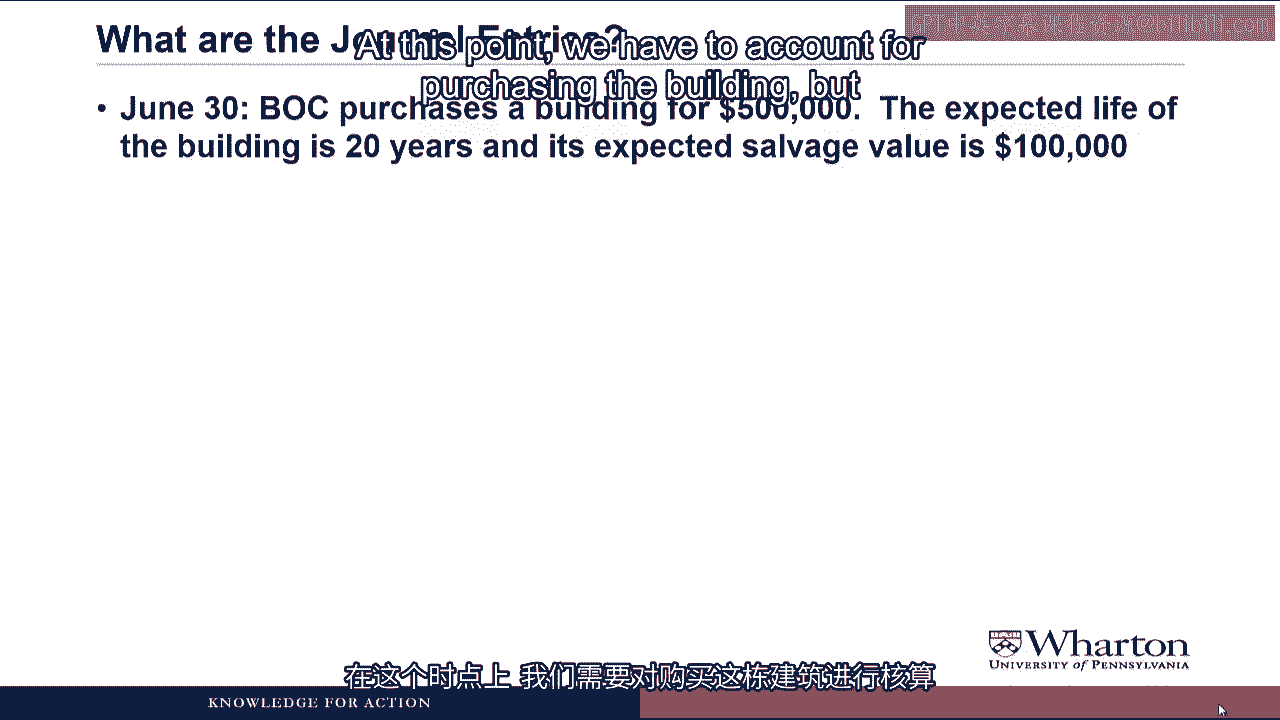 What are the Journal Entries?
At this point, we have to account for
purchasing the building, but
• June 30: BOC purchases a building for $500,000. The expected life of
the building is 20 years and its expected salvage value is $100,000
Wharton
UNIVERSITY of PENNSYLVANIA
在这个时点上 我们需要对购买这栋建筑进行核算
KNOWLEDGE FOR ACTION